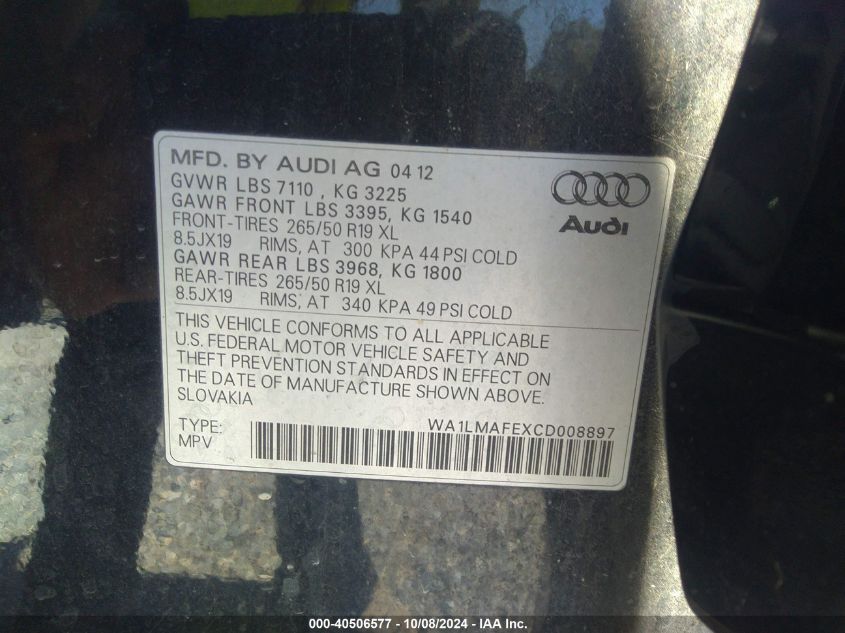 MFD. BY AUDI AG 04 12
GVWR LBS 7110 , KG 3225
GAWR FRONT LBS 3395, KG 1540
FRONT-TIRES 265/50 R19 XL
8.5JX19 RIMS, AT 300 KPA 44 PSI COLD
GAWR REAR LBS 3968, KG 1800
REAR-TIRES 265/50 R19 XL
8.5JX19 RIMS, AT 340 KPA 49 PSI COLD
Audi
THIS VEHICLE CONFORMS TO ALL APPLICABLE
U.S. FEDERAL MOTOR VEHICLE SAFETY AND
THEFT PREVENTION STANDARDS IN EFFECT ON
THE DATE OF MANUFACTURE SHOWN ABOVE.
SLOVAKIA
TYPE: WA1LMAFEXCD008897
MPV
000-40506577 - 10/08/2024 - IAA Inc.